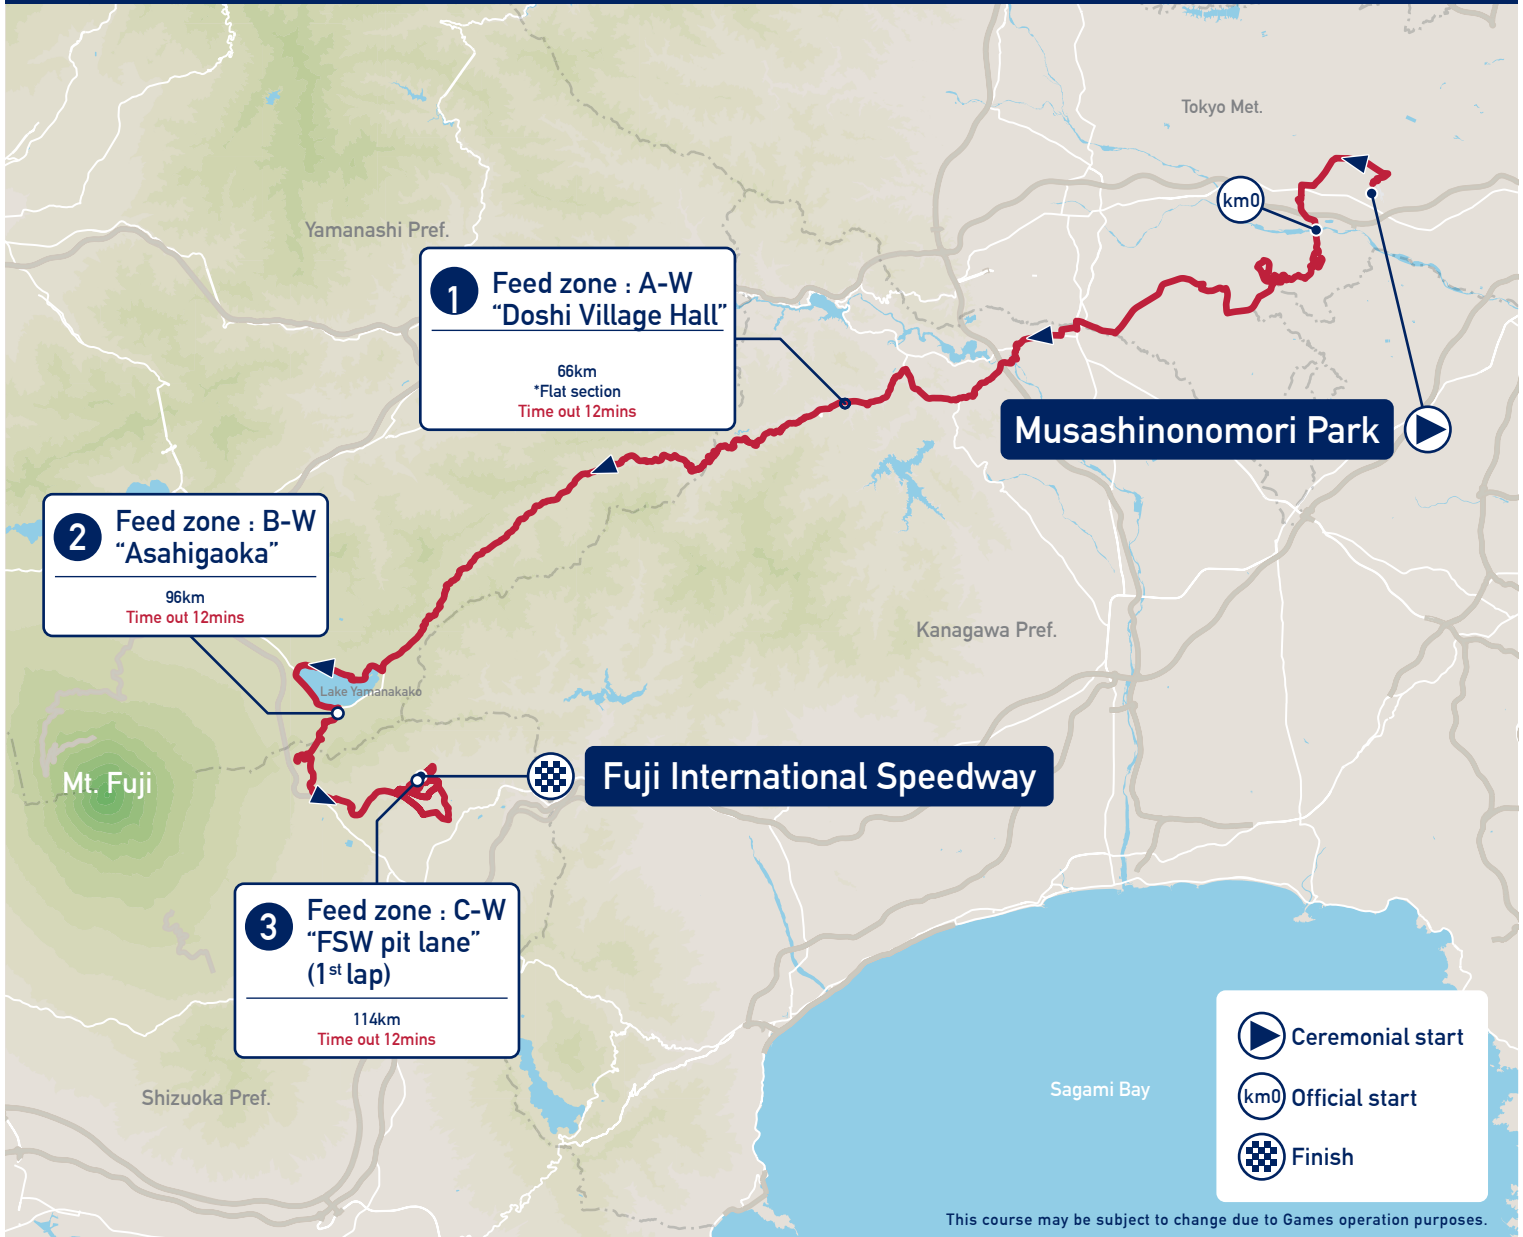 Tokyo Met.
km0
Yamanashi Pref.
1
Feed zone : A-W
“Doshi Village Hall”
66km
*Flat section
Time out 12mins
Musashinonomori Park
2
Feed zone : B-W
“Asahigaoka”
96km
Time out 12mins
Kanagawa Pref.
Lake Yamanakako
Mt. Fuji
Fuji International Speedway
3
Feed zone : C-W
“FSW pit lane”
(1st lap)
114km
Time out 12mins
Shizuoka Pref.
Sagami Bay
Ceremonial start
km0 Official start
Finish
This course may be subject to change due to Games operation purposes.